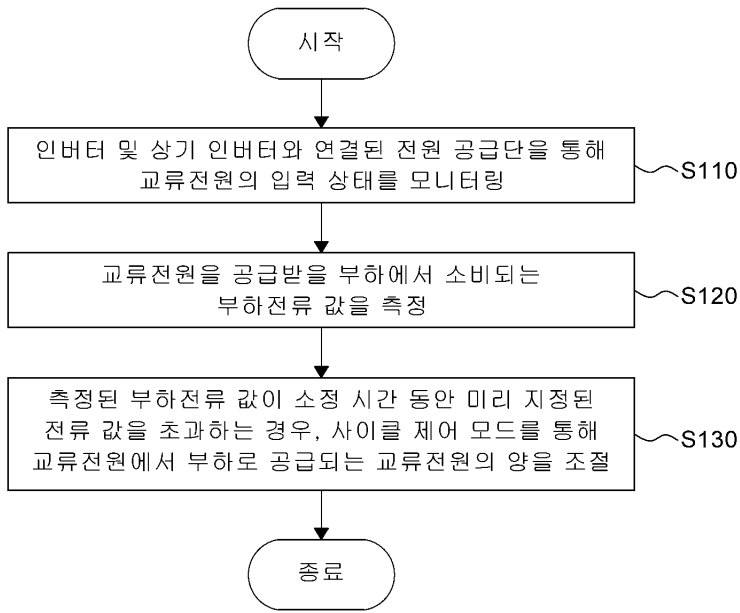 시작
인버터 및 상기 인버터와 연결된 전원 공급단을 통해
교류전원의 입력 상태를 모니터링
S110
교류전원을 공급받을 부하에서 소비되는
부하전류 값을 측정
S120
측정된 부하전류 값이 소정 시간 동안 미리 지정된
전류 값을 초과하는 경우, 사이클 제어 모드를 통해
교류전원에서 부하로 공급되는 교류전원의 양을 조절
S130
종료